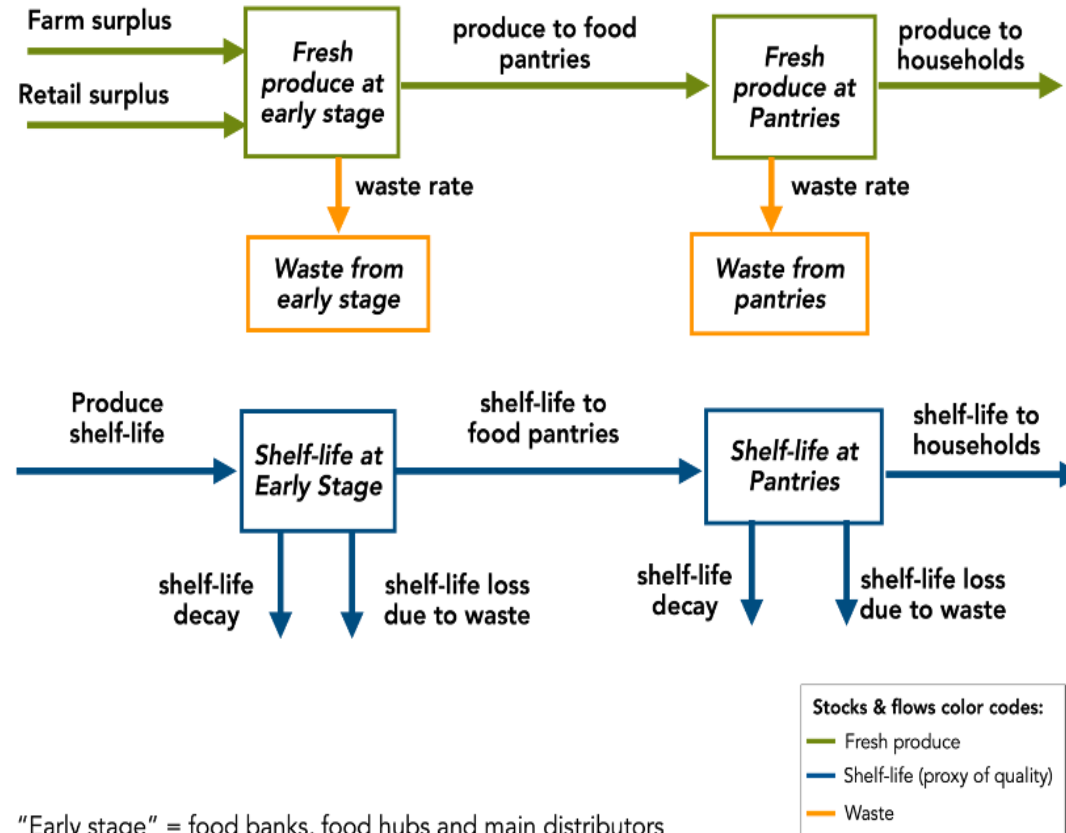 Farm surplus
Retail surplus
Fresh
produce at
early stage
produce to food
pantries
Fresh
produce at
Pantries
produce to
households
waste rate
waste rate
Waste from
early stage
Waste from
pantries
Produce
shelf-life
Shelf-life at
Early Stage
shelf-life to
food pantries
Shelf-life at
Pantries
shelf-life to
households
shelf-life
decay
shelf-life loss
due to waste
shelf-life
decay
shelf-life loss
due to waste
Stocks & flows color codes:
Fresh produce
Shelf-life (proxy of quality)
Waste
"Early stage" = food banks, food hubs and main distributors